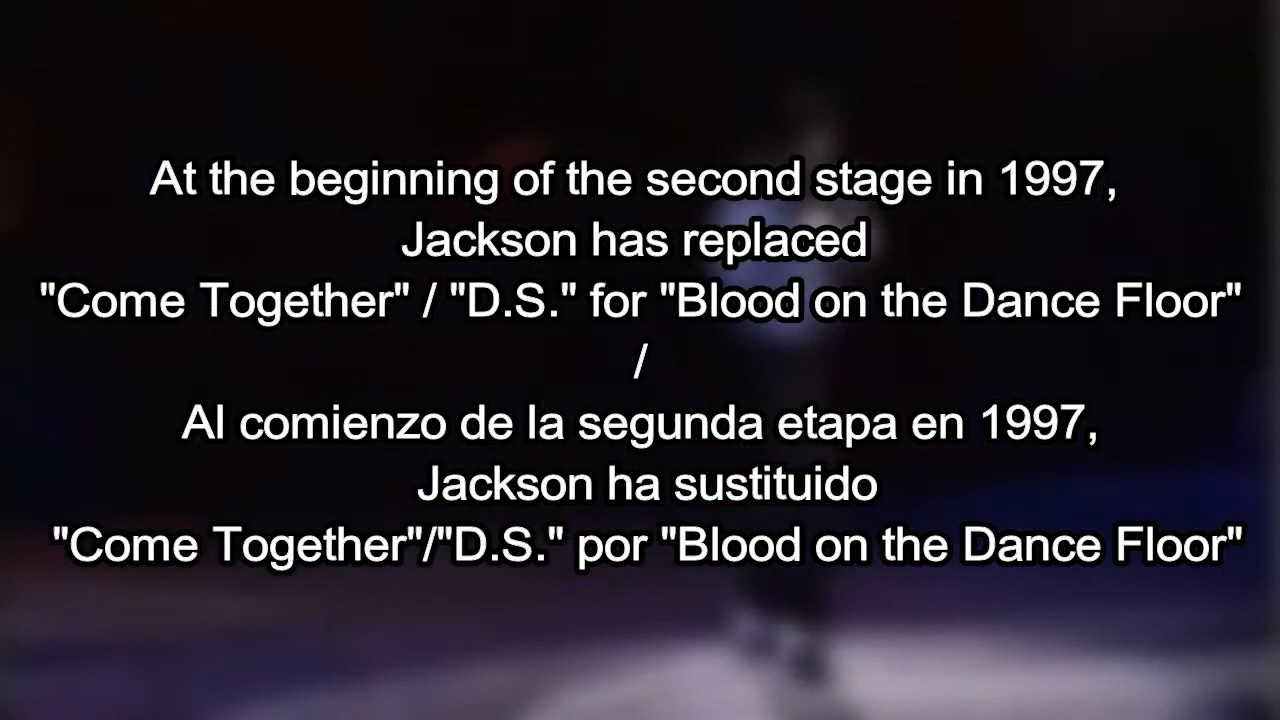 At the beginning of the second stage in 1997,
Jackson has replaced
"Come Together" / "D.S." for "Blood on the Dance Floor"
/
Al comienzo de la segunda etapa en 1997,
Jackson ha sustituido
"Come Together"/"D.S." por "Blood on the Dance Floor"